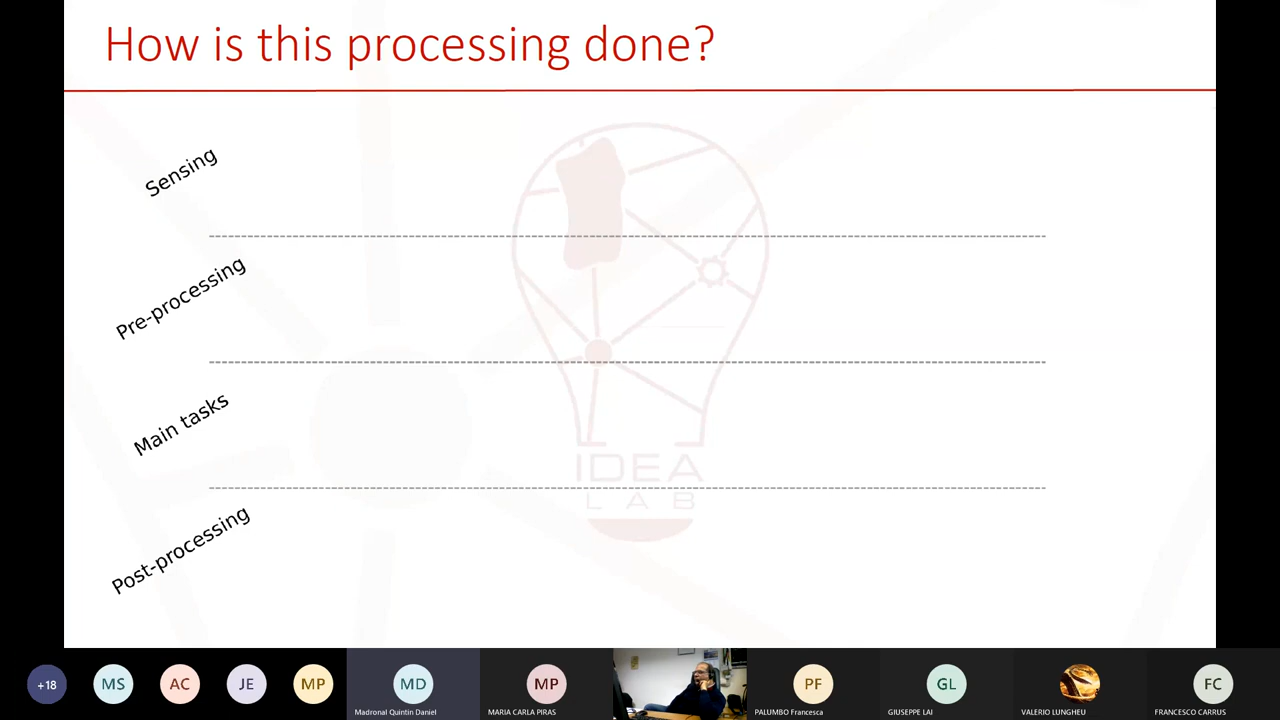 How is this processing done?
Sensing
Pre-processing
Main tasks
Post-processing
IDEA
LAB
+18
MS
AC
JE
MP
MD
Madronal Quintin Daniel
MP
MARIA CARLA PIRAS
PF
PALUMBO Francesca
GL
GIUSEPPE LAI
VALERIO LUNGHEU
FC
FRANCESCO CARRUS